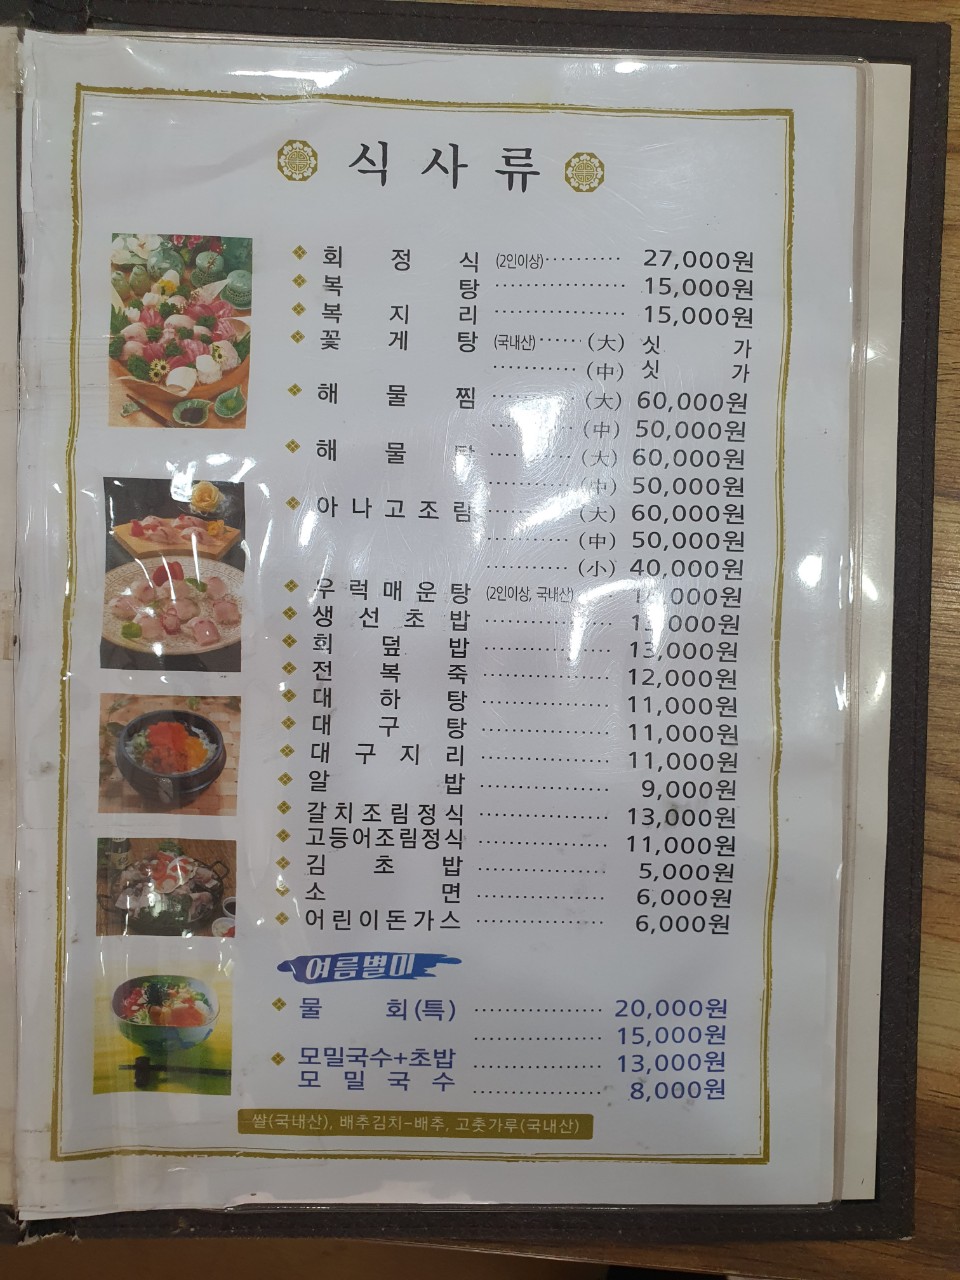 식사류
회정식 (2인이상) 27,000원
복탕 15,000원
복지리 15,000원
꽃게탕 (국내산) (大) 싯가
(中) 싯가
해물찜 (大) 60,000원
(中) 50,000원
해물탕 (大) 60,000원
(中) 50,000원
아나고조림 (大) 60,000원
(中) 50,000원
(小) 40,000원
우럭매운탕 (2인이상, 국내산)
생선초밥
회덮밥 13,000원
전복죽 12,000원
대하탕 11,000원
대구탕 11,000원
대구지리 11,000원
알밥 9,000원
갈치조림정식 13,000원
고등어조림정식 11,000원
김초밥 5,000원
소면 6,000원
어린이돈가스 6,000원
여름별미
물회(특) 20,000원
15,000원
모밀국수+초밥 13,000원
모밀국수 8,000원
쌀(국내산), 배추김치-배추, 고춧가루(국내산)